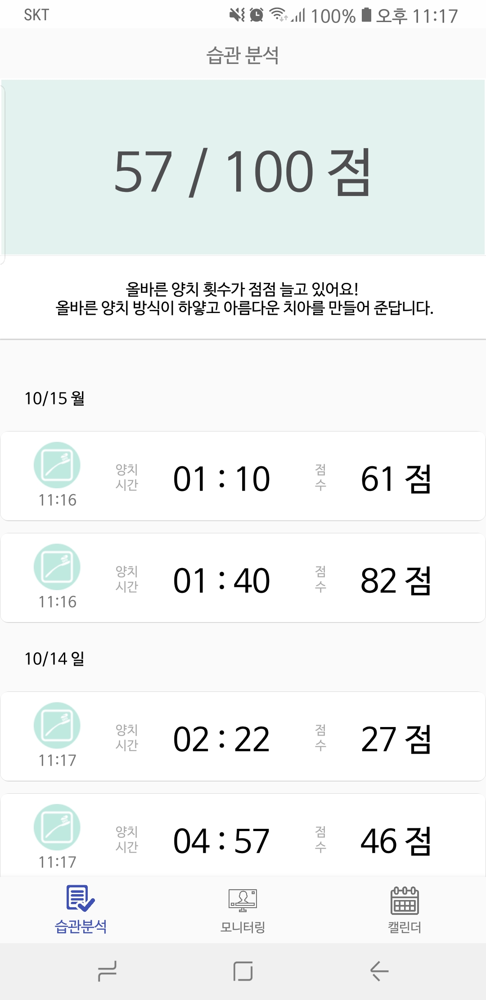 SKT 100% 오후 11:17
습관 분석
57 / 100 점
올바른 양치 횟수가 점점 늘고 있어요!
올바른 양치 방식이 하얗고 아름다운 치아를 만들어 준답니다.
10/15 월
양치
시간
01 : 10
점
수
61 점
11:16
양치
시간
01 : 40
점
수
82 점
11:16
10/14 일
양치
시간
02 : 22
점
수
27 점
11:17
양치
시간
04 : 57
점
수
46 점
11:17
습관분석 모니터링 캘린더